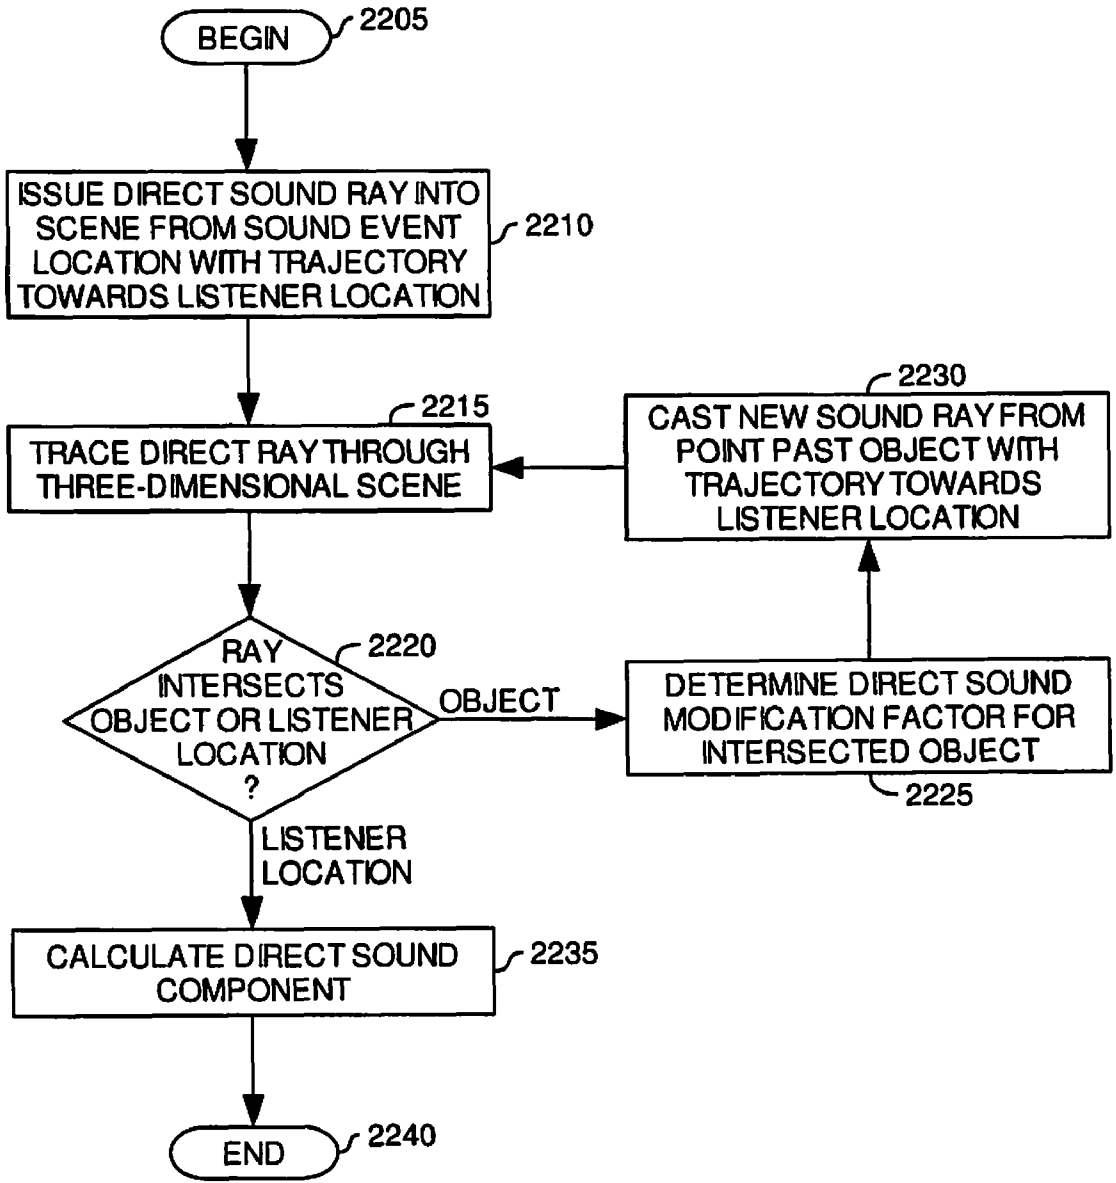 BEGIN
2205
ISSUE DIRECT SOUND RAY INTO
SCENE FROM SOUND EVENT
LOCATION WITH TRAJECTORY
TOWARDS LISTENER LOCATION
2210
2215
TRACE DIRECT RAY THROUGH
THREE-DIMENSIONAL SCENE
2230
CAST NEW SOUND RAY FROM
POINT PAST OBJECT WITH
TRAJECTORY TOWARDS
LISTENER LOCATION
RAY
INTERSECTS
OBJECT OR LISTENER
LOCATION
?
2220
OBJECT
DETERMINE DIRECT SOUND
MODIFICATION FACTOR FOR
INTERSECTED OBJECT
2225
LISTENER
LOCATION
CALCULATE DIRECT SOUND
COMPONENT
2235
END
2240